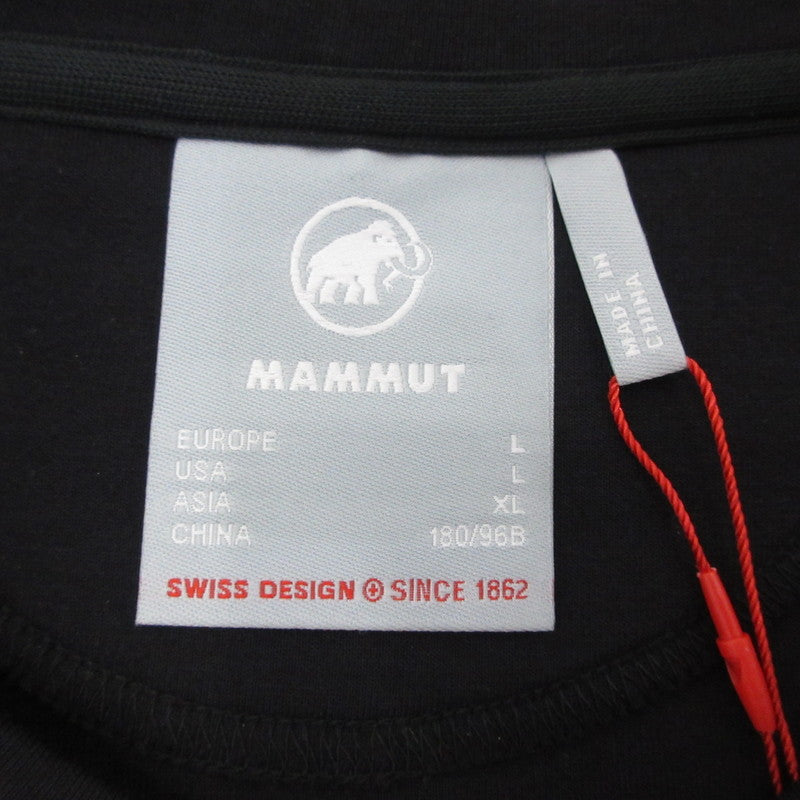 MAMMUT
EUROPE L
USA L
ASIA XL
CHINA 180/96B
SWISS DESIGN SINCE 1862
MADE IN
CHINA